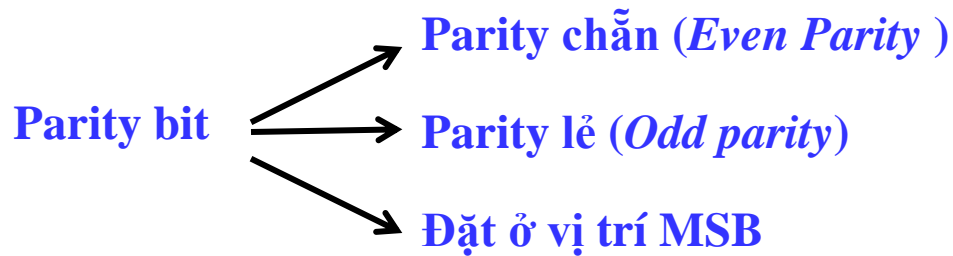 Parity chẵn (Even Parity )
Parity bit
Parity lẻ (Odd parity)
Đặt ở vị trí MSB